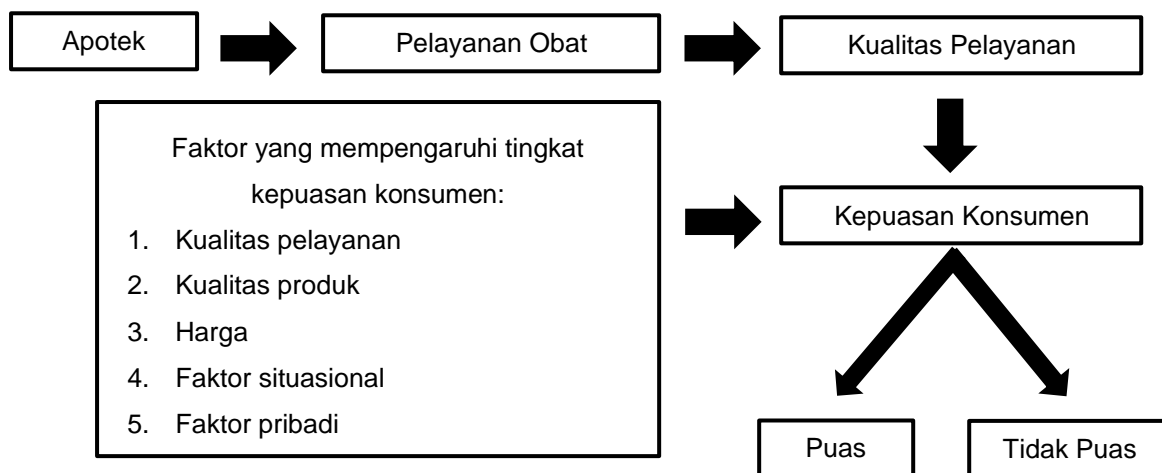 Apotek
Pelayanan Obat
Kualitas Pelayanan
Faktor yang mempengaruhi tingkat
kepuasan konsumen:
1. Kualitas pelayanan
2. Kualitas produk
3. Harga
4. Faktor situasional
5. Faktor pribadi
Kepuasan Konsumen
Puas
Tidak Puas